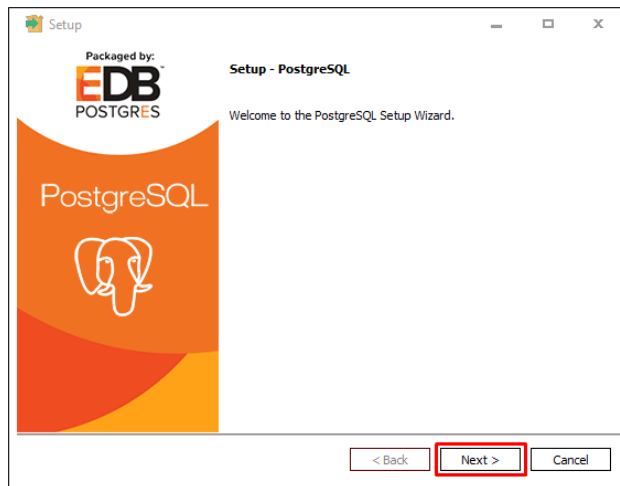 Setup
Packaged by:
EDB
POSTGRES
Setup - PostgreSQL
Welcome to the PostgreSQL Setup Wizard.
PostgreSQL
< Back
Next >
Cancel